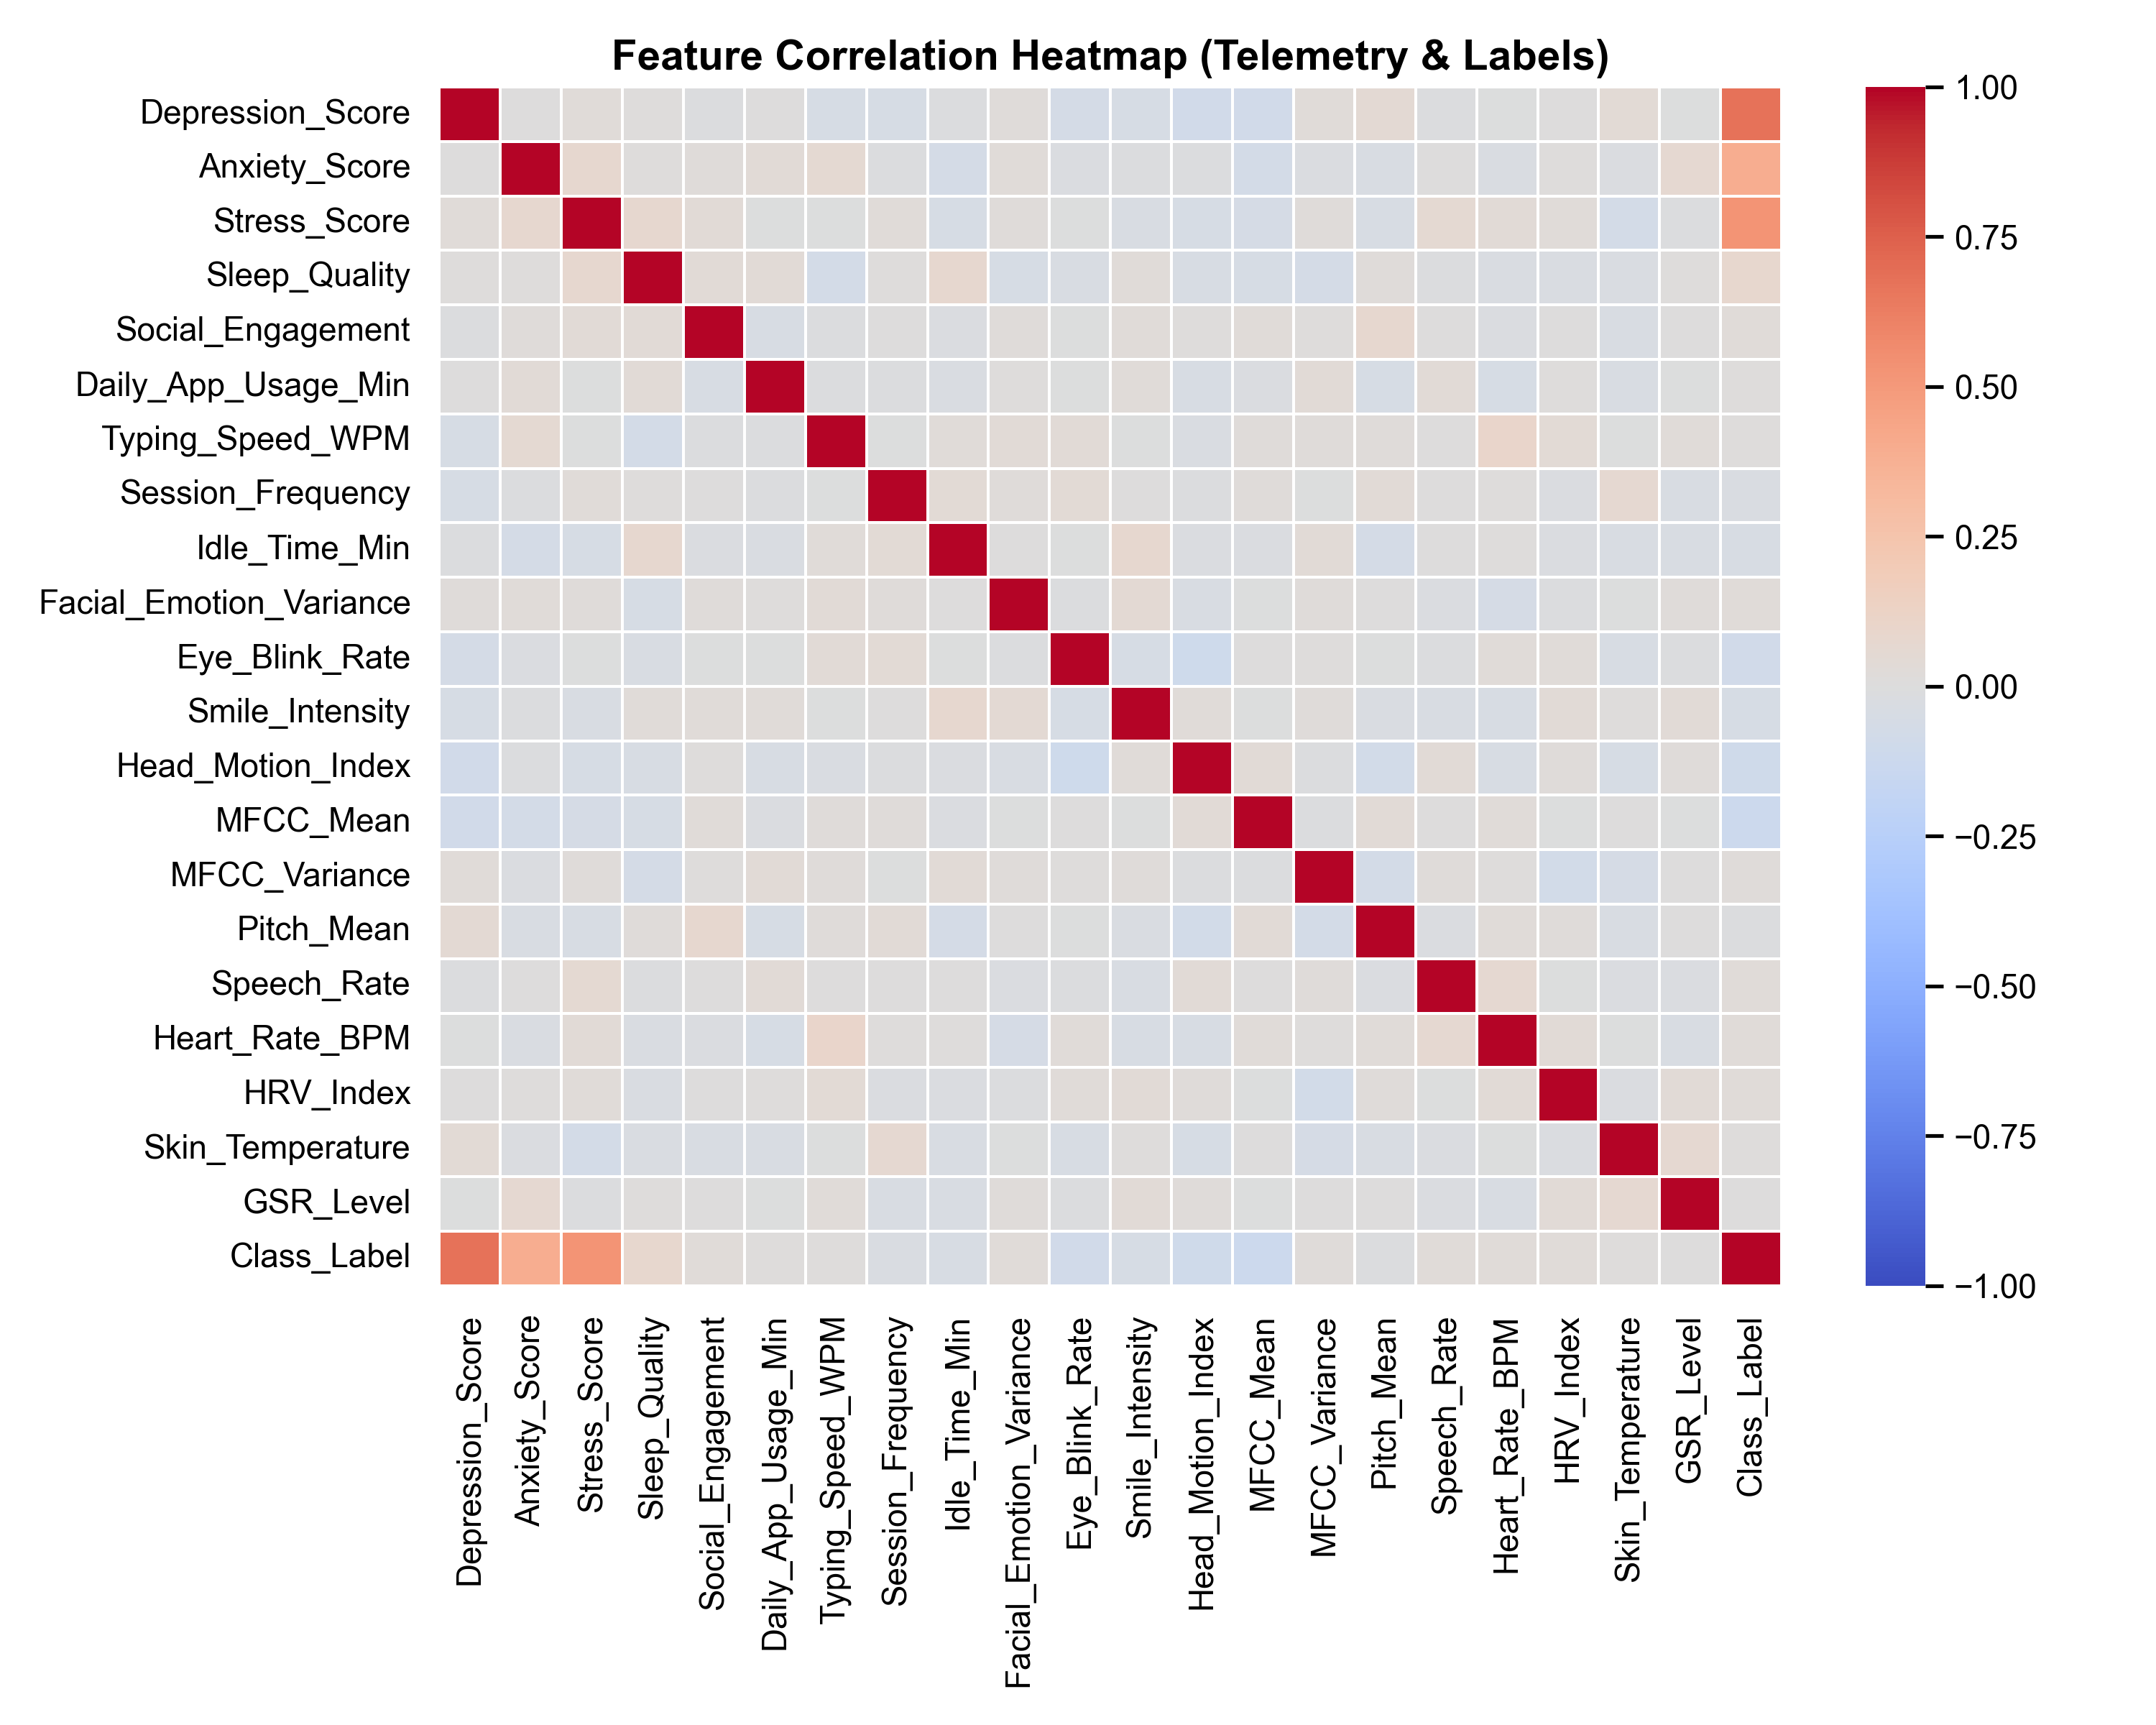 Feature Correlation Heatmap (Telemetry & Labels)
Depression_Score
Anxiety_Score
Stress_Score
Sleep_Quality
Social_Engagement
Daily_App_Usage_Min
Typing_Speed_WPM
Session_Frequency
Idle_Time_Min
Facial_Emotion_Variance
Eye_Blink_Rate
Smile_Intensity
Head_Motion_Index
MFCC_Mean
MFCC_Variance
Pitch_Mean
Speech_Rate
Heart_Rate_BPM
HRV_Index
Skin_Temperature
GSR_Level
Class_Label
Depression_Score
Anxiety_Score
Stress_Score
Sleep_Quality
Social_Engagement
Daily_App_Usage_Min
Typing_Speed_WPM
Session_Frequency
Idle_Time_Min
Facial_Emotion_Variance
Eye_Blink_Rate
Smile_Intensity
Head_Motion_Index
MFCC_Mean
MFCC_Variance
Pitch_Mean
Speech_Rate
Heart_Rate_BPM
HRV_Index
Skin_Temperature
GSR_Level
Class_Label
1.00
0.75
0.50
0.25
0.00
−0.25
−0.50
−0.75
−1.00